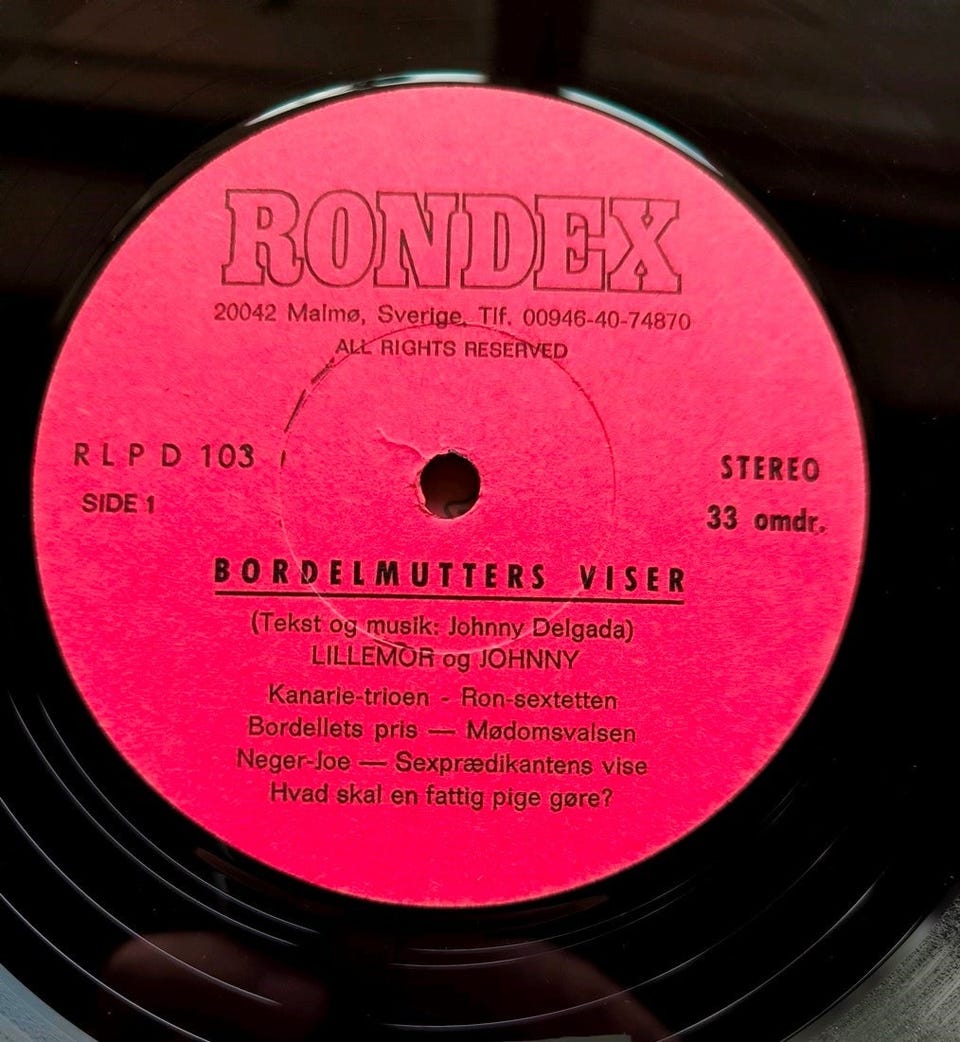 RONDEX
20042 Malmø, Sverige, Tlf. 00946-40-74870
ALL RIGHTS RESERVED
RLPD 103
STEREO
SIDE 1
33 omdr.
BORDELMUTTERS VISER
(Tekst og musik: Johnny Delgada)
LILLEMOR og JOHNNY
Kanarie-trioen - Ron-sextetten
Bordellets pris — Mødomsvalsen
Neger-Joe — Sexprædikantens vise
Hvad skal en fattig pige gøre?